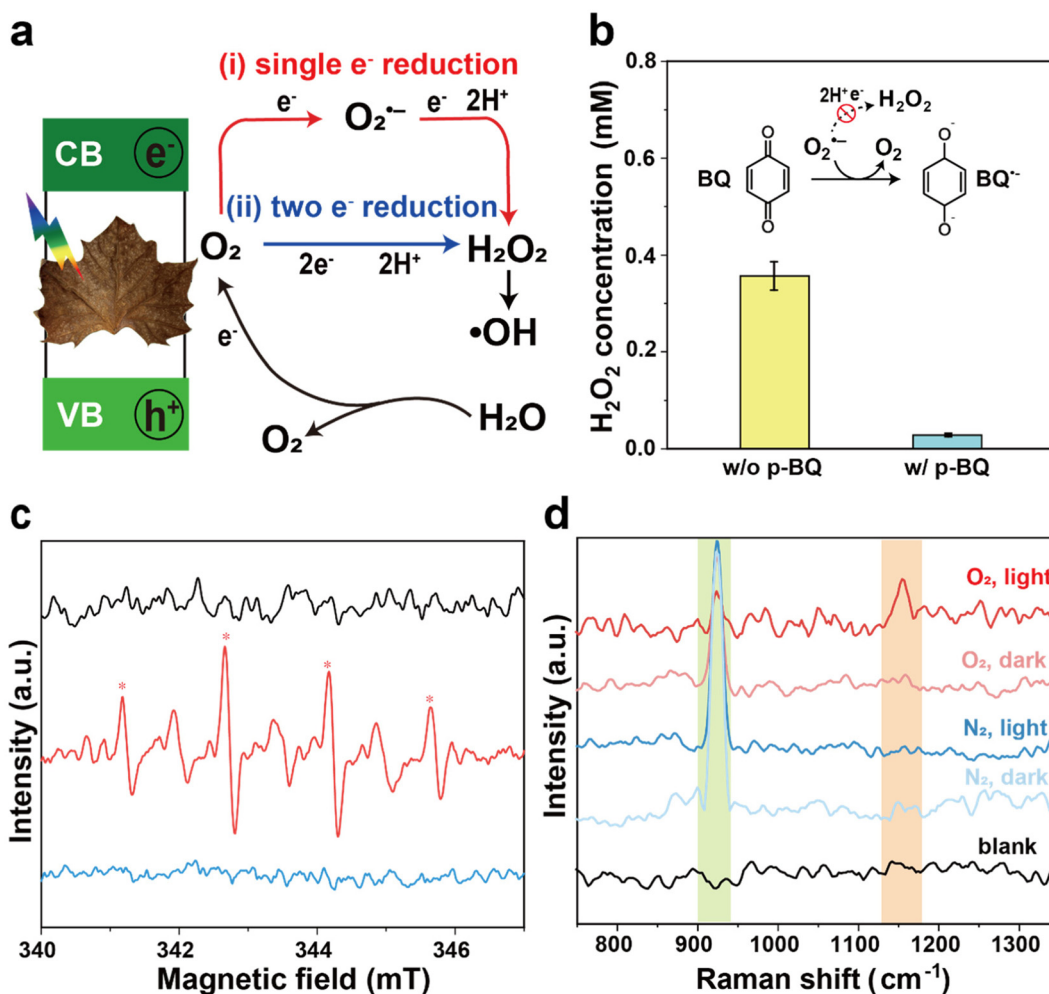 a
(i) single e⁻ reduction
e⁻ O₂•− e⁻ 2H⁺
CB e⁻
(ii) two e⁻ reduction
O₂ H₂O₂
2e⁻ 2H⁺
•OH
e⁻
VB h⁺
H₂O
O₂
b
H₂O₂ concentration (mM)
0.8
0.6
0.4
0.2
0.0
2H⁺ e⁻
H₂O₂
O₂•− O₂
O
O
BQ
O⁻
O⁻
BQ•−
w/o p-BQ w/ p-BQ
c
Intensity (a.u.)
* * * *
340 342 344 346
Magnetic field (mT)
d
Intensity (a.u.)
O₂, light
O₂, dark
N₂, light
N₂, dark
blank
800 900 1000 1100 1200 1300
Raman shift (cm⁻¹)